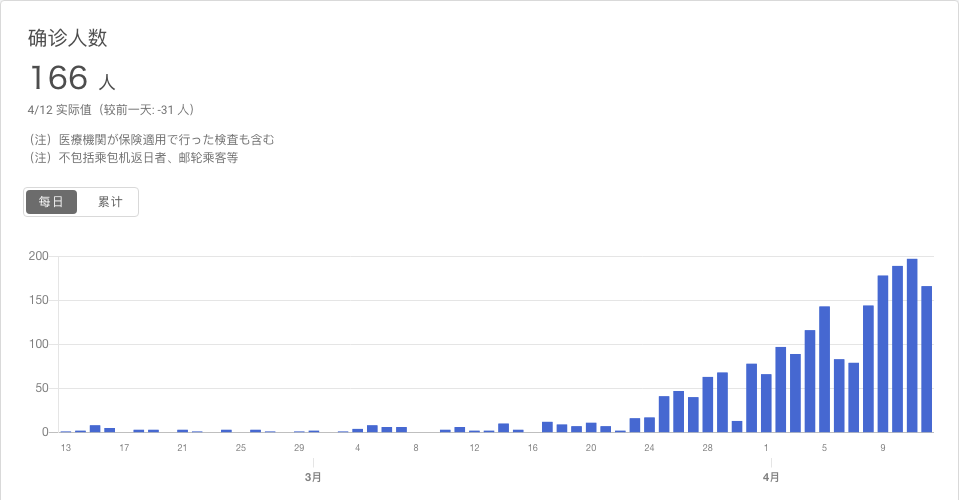 确诊人数
166 人
4/12 实际值（较前一天: -31 人）
（注）医療機関が保険適用で行った検査も含む
（注）不包括乘包机返日者、邮轮乘客等
每日 累计
200
150
100
50
0
13 17 21 25 29 4 8 12 16 20 24 28 1 5 9
3月 4月